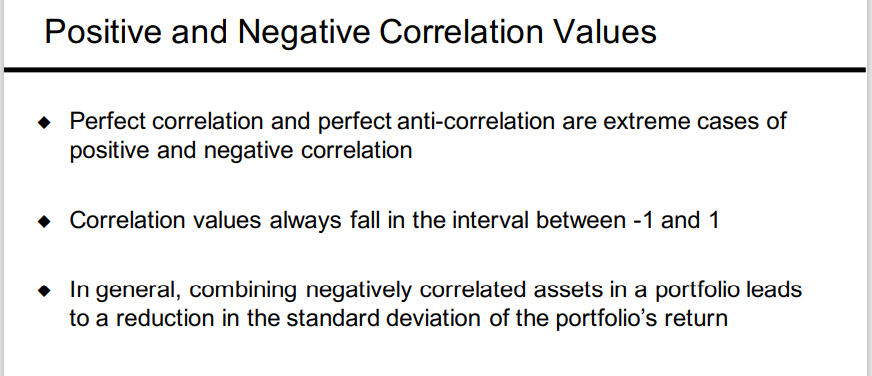 Positive and Negative Correlation Values
◆ Perfect correlation and perfect anti-correlation are extreme cases of
positive and negative correlation
◆ Correlation values always fall in the interval between -1 and 1
◆ In general, combining negatively correlated assets in a portfolio leads
to a reduction in the standard deviation of the portfolio’s return